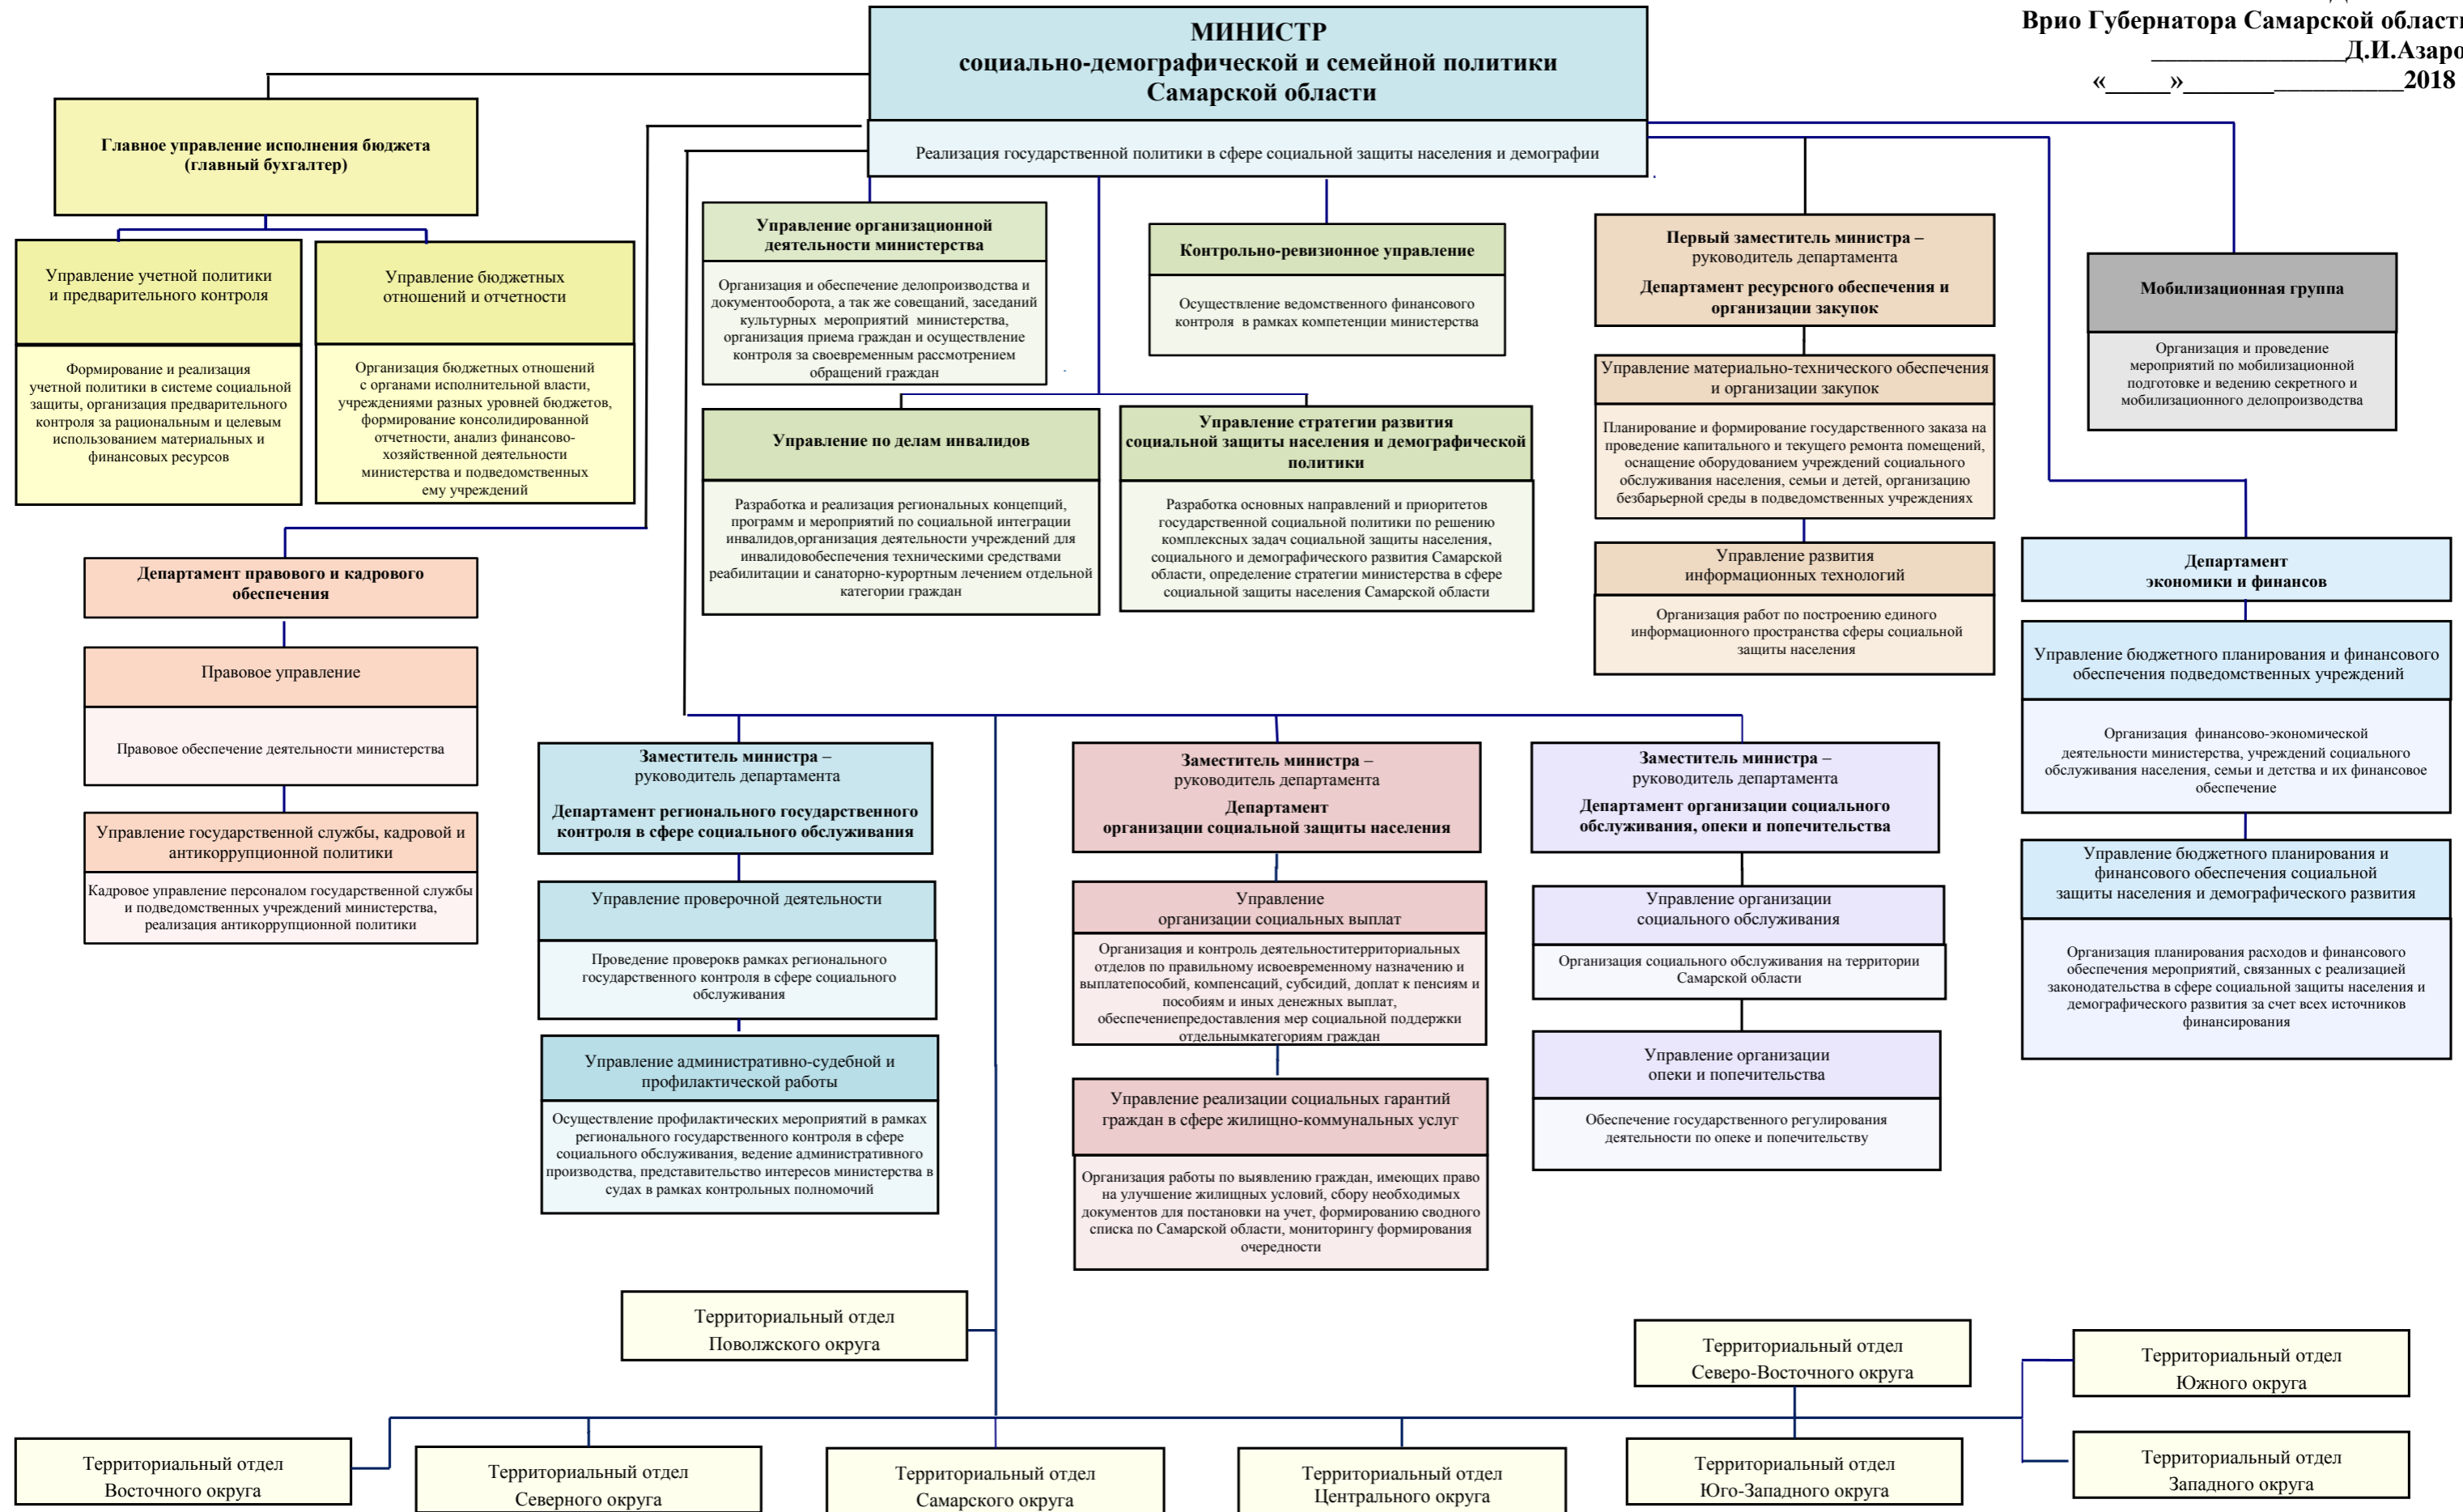 Врио Губернатора Самарской области
_______________Д.И.Азаро
«_____»_________________2018
МИНИСТР
социально-демографической и семейной политики
Самарской области
Реализация государственной политики в сфере социальной защиты населения и демографии
Главное управление исполнения бюджета
(главный бухгалтер)
Управление учетной политики
и предварительного контроля
Формирование и реализация
учетной политики в системе социальной
защиты, организация предварительного
контроля за рациональным и целевым
использованием материальных и
финансовых ресурсов
Управление бюджетных
отношений и отчетности
Организация бюджетных отношений
с органами исполнительной власти,
учреждениями разных уровней бюджетов,
формирование консолидированной
отчетности, анализ финансово-
хозяйственной деятельности
министерства и подведомственных
ему учреждений
Управление организационной
деятельности министерства
Организация и обеспечение делопроизводства и
документооборота, а так же совещаний, заседаний
культурных мероприятий министерства,
организация приема граждан и осуществление
контроля за своевременным рассмотрением
обращений граждан
Контрольно-ревизионное управление
Осуществление ведомственного финансового
контроля в рамках компетенции министерства
Первый заместитель министра –
руководитель департамента
Департамент ресурсного обеспечения и
организации закупок
Управление материально-технического обеспечения
и организации закупок
Планирование и формирование государственного заказа на
проведение капитального и текущего ремонта помещений,
оснащение оборудованием учреждений социального
обслуживания населения, семьи и детей, организацию
безбарьерной среды в подведомственных учреждениях
Управление развития
информационных технологий
Организация работ по построению единого
информационного пространства сферы социальной
защиты населения
Мобилизационная группа
Организация и проведение
мероприятий по мобилизационной
подготовке и ведению секретного и
мобилизационного делопроизводства
Управление по делам инвалидов
Разработка и реализация региональных концепций,
программ и мероприятий по социальной интеграции
инвалидов,организация деятельности учреждений для
инвалидовобеспечения техническими средствами
реабилитации и санаторно-курортным лечением отдельной
категории граждан
Управление стратегии развития
социальной защиты населения и демографической
политики
Разработка основных направлений и приоритетов
государственной социальной политики по решению
комплексных задач социальной защиты населения,
социального и демографического развития Самарской
области, определение стратегии министерства в сфере
социальной защиты населения Самарской области
Департамент правового и кадрового
обеспечения
Правовое управление
Правовое обеспечение деятельности министерства
Управление государственной службы, кадровой и
антикоррупционной политики
Кадровое управление персоналом государственной службы
и подведомственных учреждений министерства,
реализация антикоррупционной политики
Департамент
экономики и финансов
Управление бюджетного планирования и финансового
обеспечения подведомственных учреждений
Организация финансово-экономической
деятельности министерства, учреждений социального
обслуживания населения, семьи и детства и их финансовое
обеспечение
Управление бюджетного планирования и
финансового обеспечения социальной
защиты населения и демографического развития
Организация планирования расходов и финансового
обеспечения мероприятий, связанных с реализацией
законодательства в сфере социальной защиты населения и
демографического развития за счет всех источников
финансирования
Заместитель министра –
руководитель департамента
Департамент регионального государственного
контроля в сфере социального обслуживания
Управление проверочной деятельности
Проведение проверокв рамках регионального
государственного контроля в сфере социального
обслуживания
Управление административно-судебной и
профилактической работы
Осуществление профилактических мероприятий в рамках
регионального государственного контроля в сфере
социального обслуживания, ведение административного
производства, представительство интересов министерства в
судах в рамках контрольных полномочий
Заместитель министра –
руководитель департамента
Департамент
организации социальной защиты населения
Управление
организации социальных выплат
Организация и контроль деятельноститерриториальных
отделов по правильному исвоевременному назначению и
выплатепособий, компенсаций, субсидий, доплат к пенсиям и
пособиям и иных денежных выплат,
обеспечениепредоставления мер социальной поддержки
отдельнымкатегориям граждан
Управление реализации социальных гарантий
граждан в сфере жилищно-коммунальных услуг
Организация работы по выявлению граждан, имеющих право
на улучшение жилищных условий, сбору необходимых
документов для постановки на учет, формированию сводного
списка по Самарской области, мониторингу формирования
очередности
Заместитель министра –
руководитель департамента
Департамент организации социального
обслуживания, опеки и попечительства
Управление организации
социального обслуживания
Организация социального обслуживания на территории
Самарской области
Управление организации
опеки и попечительства
Обеспечение государственного регулирования
деятельности по опеке и попечительству
Территориальный отдел
Поволжского округа
Территориальный отдел
Северо-Восточного округа
Территориальный отдел
Южного округа
Территориальный отдел
Восточного округа
Территориальный отдел
Северного округа
Территориальный отдел
Самарского округа
Территориальный отдел
Центрального округа
Территориальный отдел
Юго-Западного округа
Территориальный отдел
Западного округа